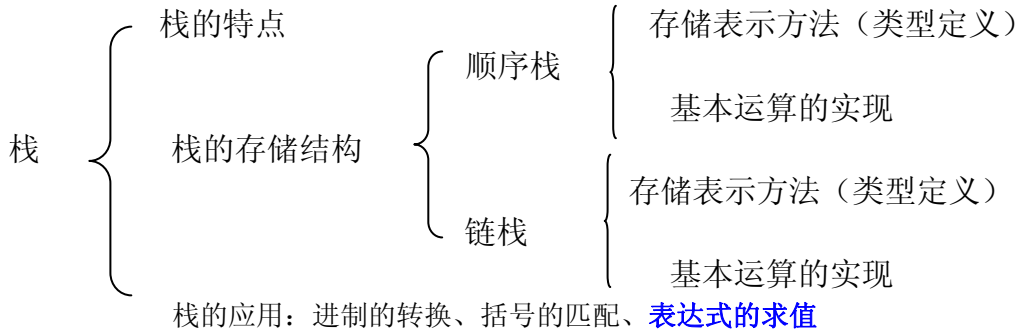 栈
栈的特点
栈的存储结构
顺序栈
存储表示方法（类型定义）
基本运算的实现
链栈
存储表示方法（类型定义）
基本运算的实现
栈的应用：进制的转换、括号的匹配、表达式的求值